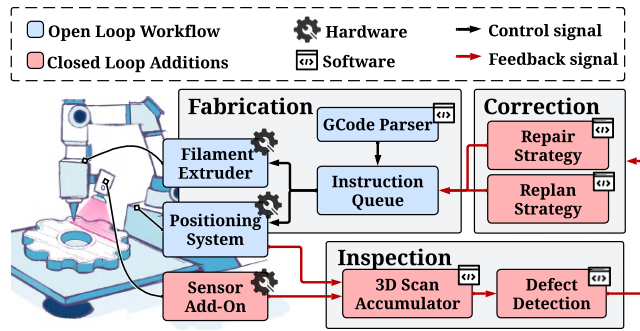 Open Loop Workflow
Hardware
Control signal
Closed Loop Additions
Software
Feedback signal
Fabrication
GCode Parser
Filament
Extruder
Instruction
Queue
Positioning
System
Correction
Repair
Strategy
Replan
Strategy
Inspection
Sensor
Add-On
3D Scan
Accumulator
Defect
Detection